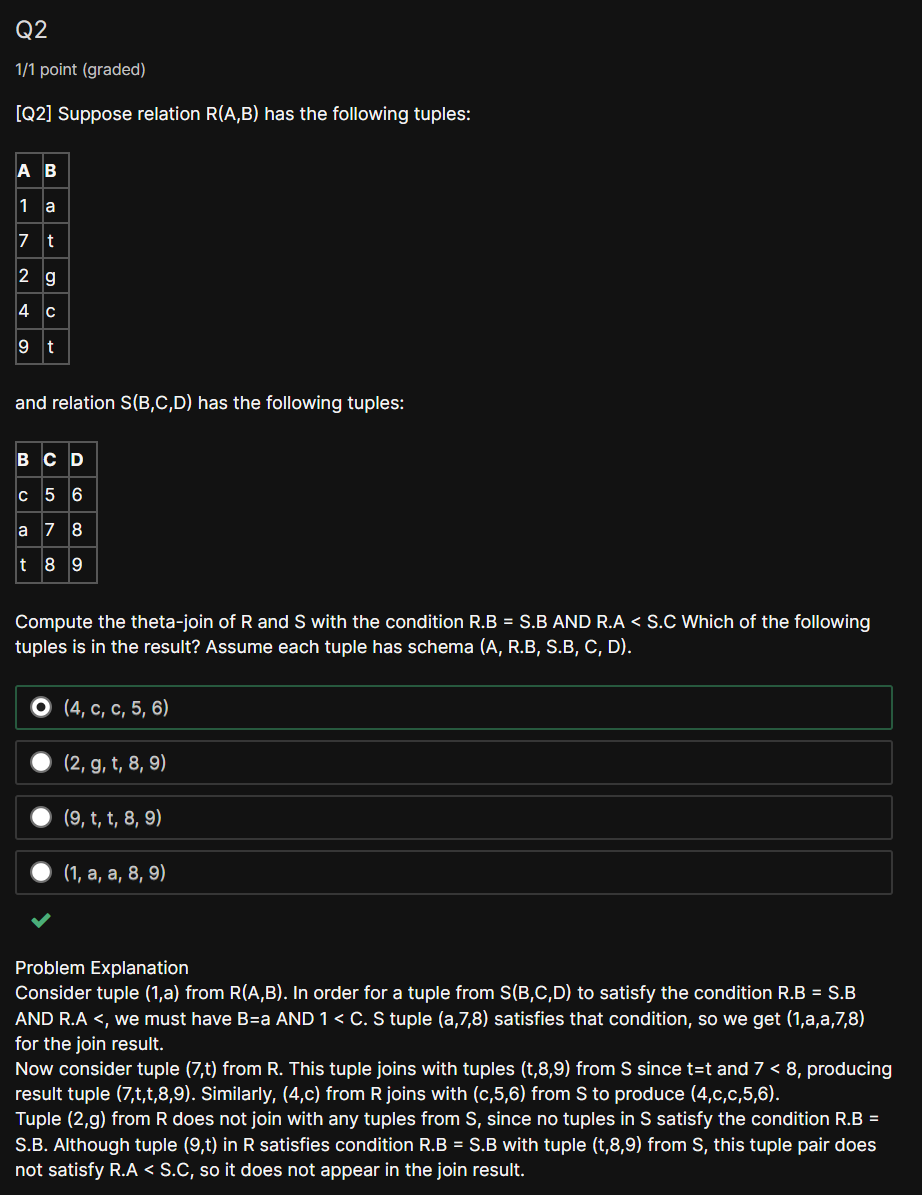 Q2
1/1 point (graded)
[Q2] Suppose relation R(A,B) has the following tuples:
A B
1 a
7 t
2 g
4 c
9 t
and relation S(B,C,D) has the following tuples:
B C D
c 5 6
a 7 8
t 8 9
Compute the theta-join of R and S with the condition R.B = S.B AND R.A < S.C Which of the following
tuples is in the result? Assume each tuple has schema (A, R.B, S.B, C, D).
(4, c, c, 5, 6)
(2, g, t, 8, 9)
(9, t, t, 8, 9)
(1, a, a, 8, 9)
Problem Explanation
Consider tuple (1,a) from R(A,B). In order for a tuple from S(B,C,D) to satisfy the condition R.B = S.B
AND R.A <, we must have B=a AND 1 < C. S tuple (a,7,8) satisfies that condition, so we get (1,a,a,7,8)
for the join result.
Now consider tuple (7,t) from R. This tuple joins with tuples (t,8,9) from S since t=t and 7 < 8, producing
result tuple (7,t,t,8,9). Similarly, (4,c) from R joins with (c,5,6) from S to produce (4,c,c,5,6).
Tuple (2,g) from R does not join with any tuples from S, since no tuples in S satisfy the condition R.B =
S.B. Although tuple (9,t) in R satisfies condition R.B = S.B with tuple (t,8,9) from S, this tuple pair does
not satisfy R.A < S.C, so it does not appear in the join result.